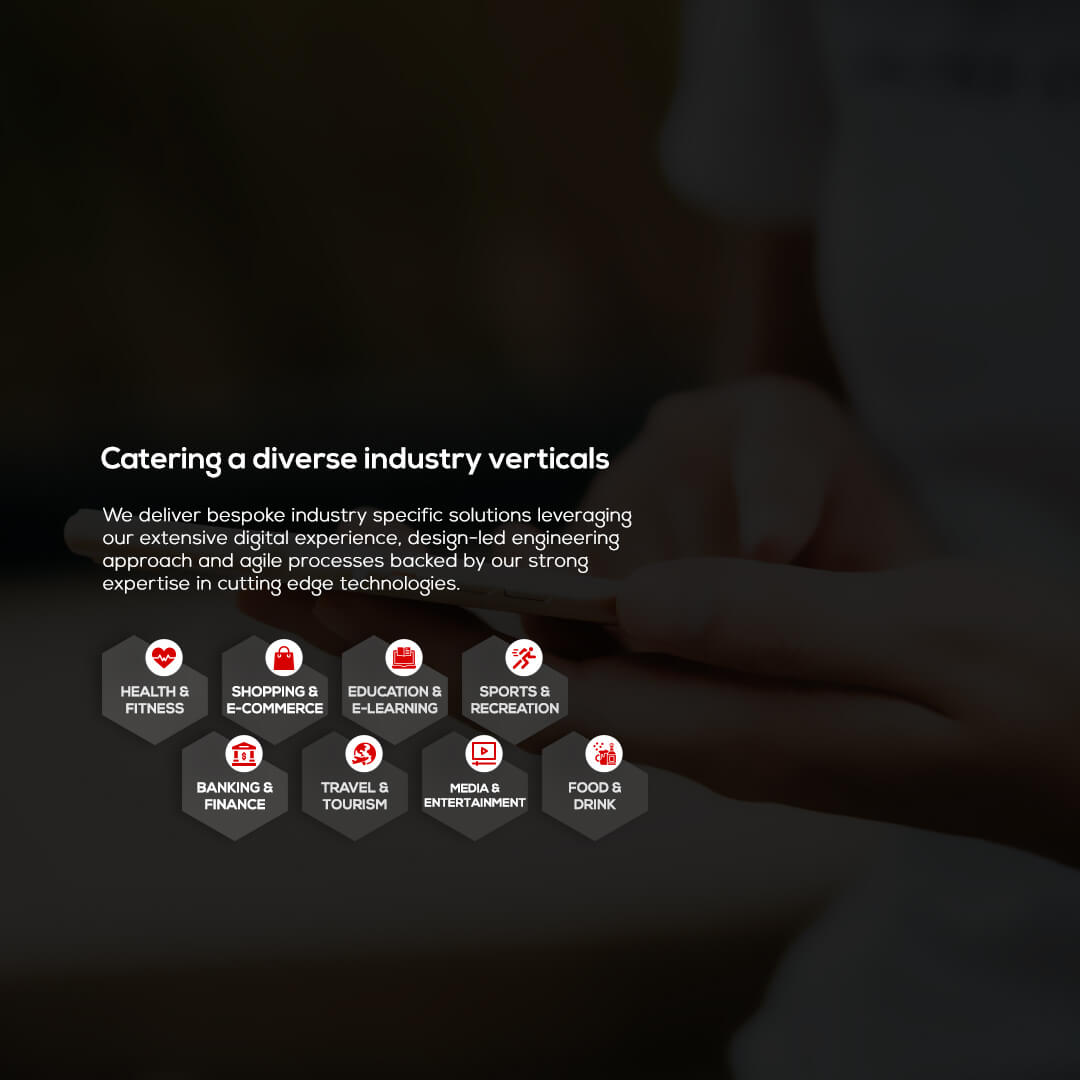 Catering a diverse industry verticals
We deliver bespoke industry specific solutions leveraging
our extensive digital experience, design-led engineering
approach and agile processes backed by our strong
expertise in cutting edge technologies.
HEALTH &
FITNESS
SHOPPING &
E-COMMERCE
EDUCATION &
E-LEARNING
SPORTS &
RECREATION
BANKING &
FINANCE
TRAVEL &
TOURISM
MEDIA &
ENTERTAINMENT
FOOD &
DRINK